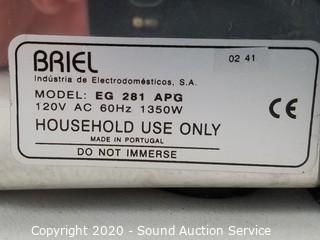 BRIEL
02 41
Indústria de Electrodomésticos, S.A.
MODEL: EG 281 APG
120V AC 60Hz 1350W
CE
HOUSEHOLD USE ONLY
MADE IN PORTUGAL
DO NOT IMMERSE
Copyright 2020 - Sound Auction Service